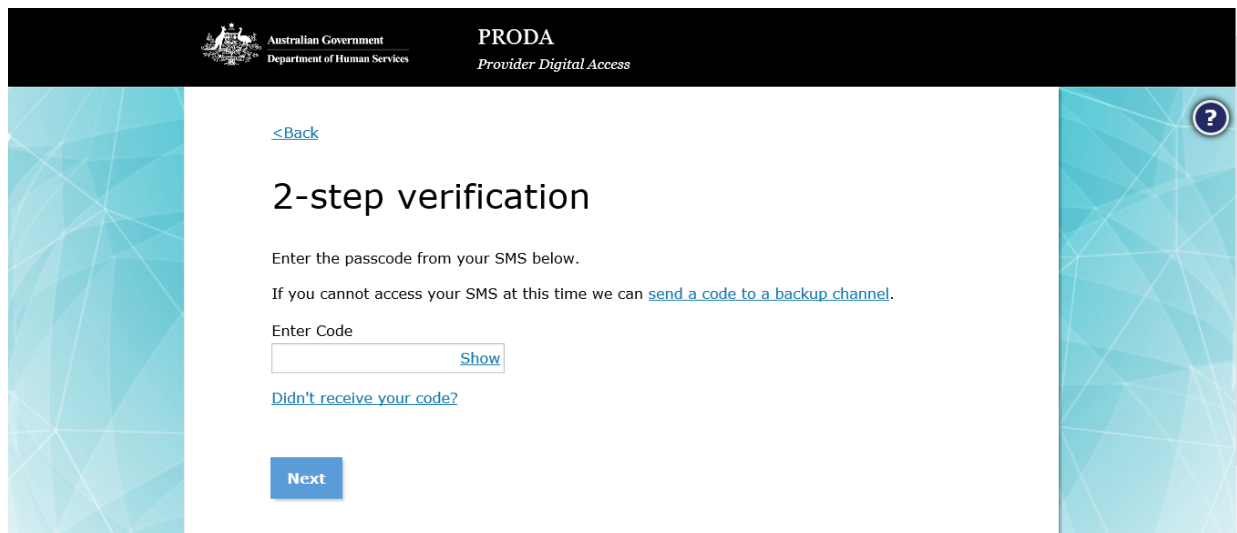 Australian Government
Department of Human Services
PRODA
Provider Digital Access
?
<Back
2-step verification
Enter the passcode from your SMS below.
If you cannot access your SMS at this time we can send a code to a backup channel.
Enter Code
Show
Didn't receive your code?
Next